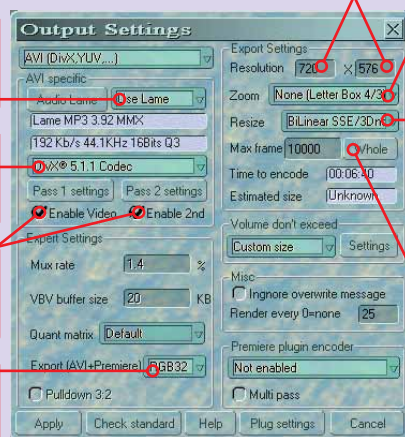 Output Settings
AVI (DivX,YUV,...)
AVI specific
Audio Lame
Use Lame
Lame MP3 3.92 MMX
192 Kb/s 44.1KHz 16Bits Q3
DivX® 5.1.1 Codec
Pass 1 settings
Pass 2 settings
Enable Video
Enable 2nd
Expert Settings
Mux rate 1.4 %
VBV buffer size 20 KB
Quant matrix Default
Export (AVI+Premiere) RGB32
Pulldown 3:2
Export Settings
Resolution 720 X 576
Zoom None (Letter Box 4/3)
Resize BiLinear SSE/3Dn
Max frame 10000 Whole
Time to encode 00:06:40
Estimated size Unknown
Volume don't exceed
Custom size Settings
Misc
Ingnore overwrite message
Render every 0=none 25
Premiere plugin encoder
Not enabled
Multi pass
Apply
Check standard
Help
Plug settings
Cancel